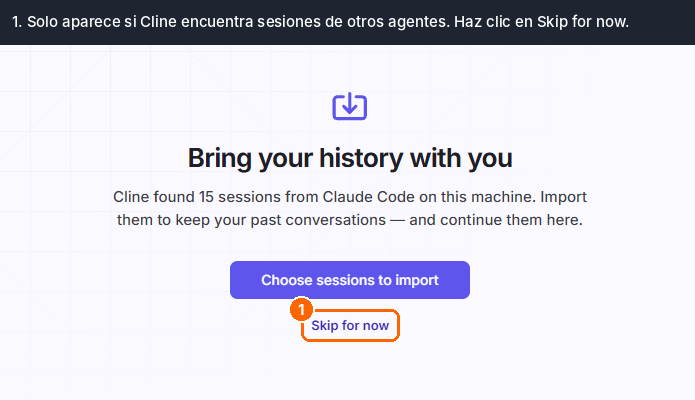 1. Solo aparece si Cline encuentra sesiones de otros agentes. Haz clic en Skip for now.
Bring your history with you
Cline found 15 sessions from Claude Code on this machine. Import
them to keep your past conversations — and continue them here.
Choose sessions to import
1
Skip for now